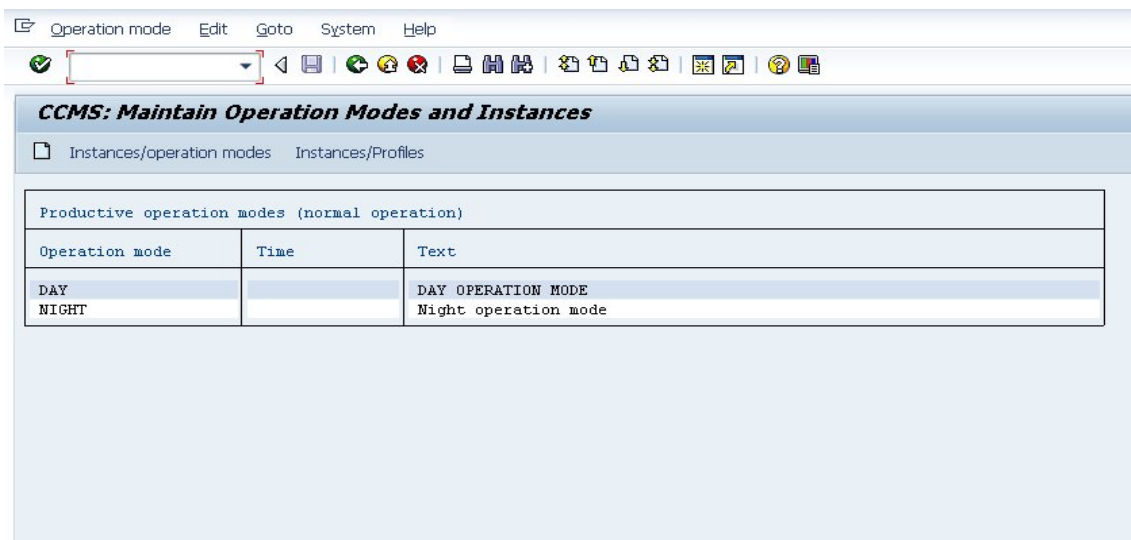 Operation mode Edit Goto System Help
CCMS: Maintain Operation Modes and Instances
Instances/operation modes Instances/Profiles
Productive operation modes (normal operation)
Operation mode Time Text
DAY DAY OPERATION MODE
NIGHT Night operation mode